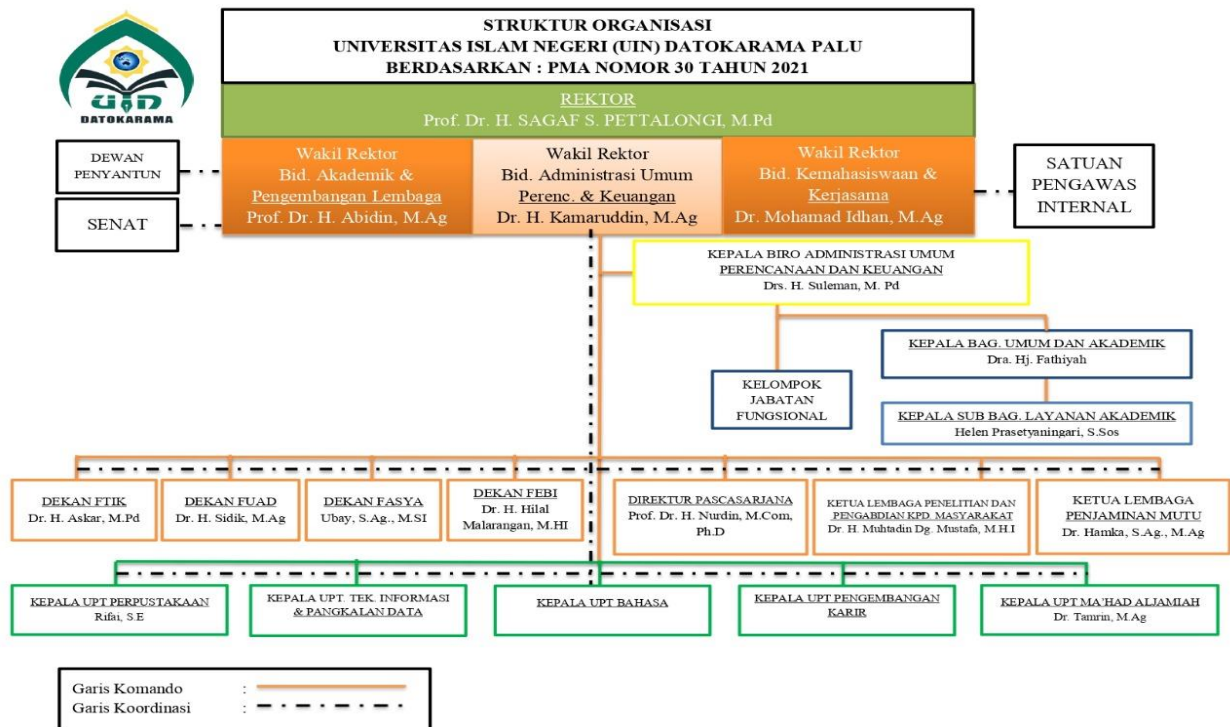 STRUKTUR ORGANISASI
UNIVERSITAS ISLAM NEGERI (UIN) DATOKARAMA PALU
BERDASARKAN : PMA NOMOR 30 TAHUN 2021
UIN
DATOKARAMA
REKTOR
Prof. Dr. H. SAGAF S. PETTALONGI, M.Pd
DEWAN
PENYANTUN
SENAT
Wakil Rektor
Bid. Akademik &
Pengembangan Lembaga
Prof. Dr. H. Abidin, M.Ag
Wakil Rektor
Bid. Administrasi Umum
Perenc. & Keuangan
Dr. H. Kamaruddin, M.Ag
Wakil Rektor
Bid. Kemahasiswaan &
Kerjasama
Dr. Mohamad Idhan, M.Ag
SATUAN
PENGAWAS
INTERNAL
KEPALA BIRO ADMINISTRASI UMUM
PERENCANAAN DAN KEUANGAN
Drs. H. Suleman, M. Pd
KELOMPOK
JABATAN
FUNGSIONAL
KEPALA BAG. UMUM DAN AKADEMIK
Dra. Hj. Fathiyah
KEPALA SUB BAG. LAYANAN AKADEMIK
Helen Prasetyaningari, S.Sos
DEKAN FTIK
Dr. H. Askar, M.Pd
DEKAN FUAD
Dr. H. Sidik, M.Ag
DEKAN FASYA
Ubay, S.Ag., M.SI
DEKAN FEBI
Dr. H. Hilal
Malarangan, M.HI
DIREKTUR PASCASARJANA
Prof. Dr. H. Nurdin, M.Com,
Ph.D
KETUA LEMBAGA PENELITIAN DAN
PENGABDIAN KPD. MASYARAKAT
Dr. H. Muhtadin Dg. Mustafa, M.H.I
KETUA LEMBAGA
PENJAMINAN MUTU
Dr. Hamka, S.Ag., M.Ag
KEPALA UPT PERPUSTAKAAN
Rifai, S.E
KEPALA UPT. TEK. INFORMASI
& PANGKALAN DATA
KEPALA UPT BAHASA
KEPALA UPT PENGEMBANGAN
KARIR
KEPALA UPT MA'HAD ALJAMIAH
Dr. Tamrin, M.Ag
Garis Komando :
Garis Koordinasi :